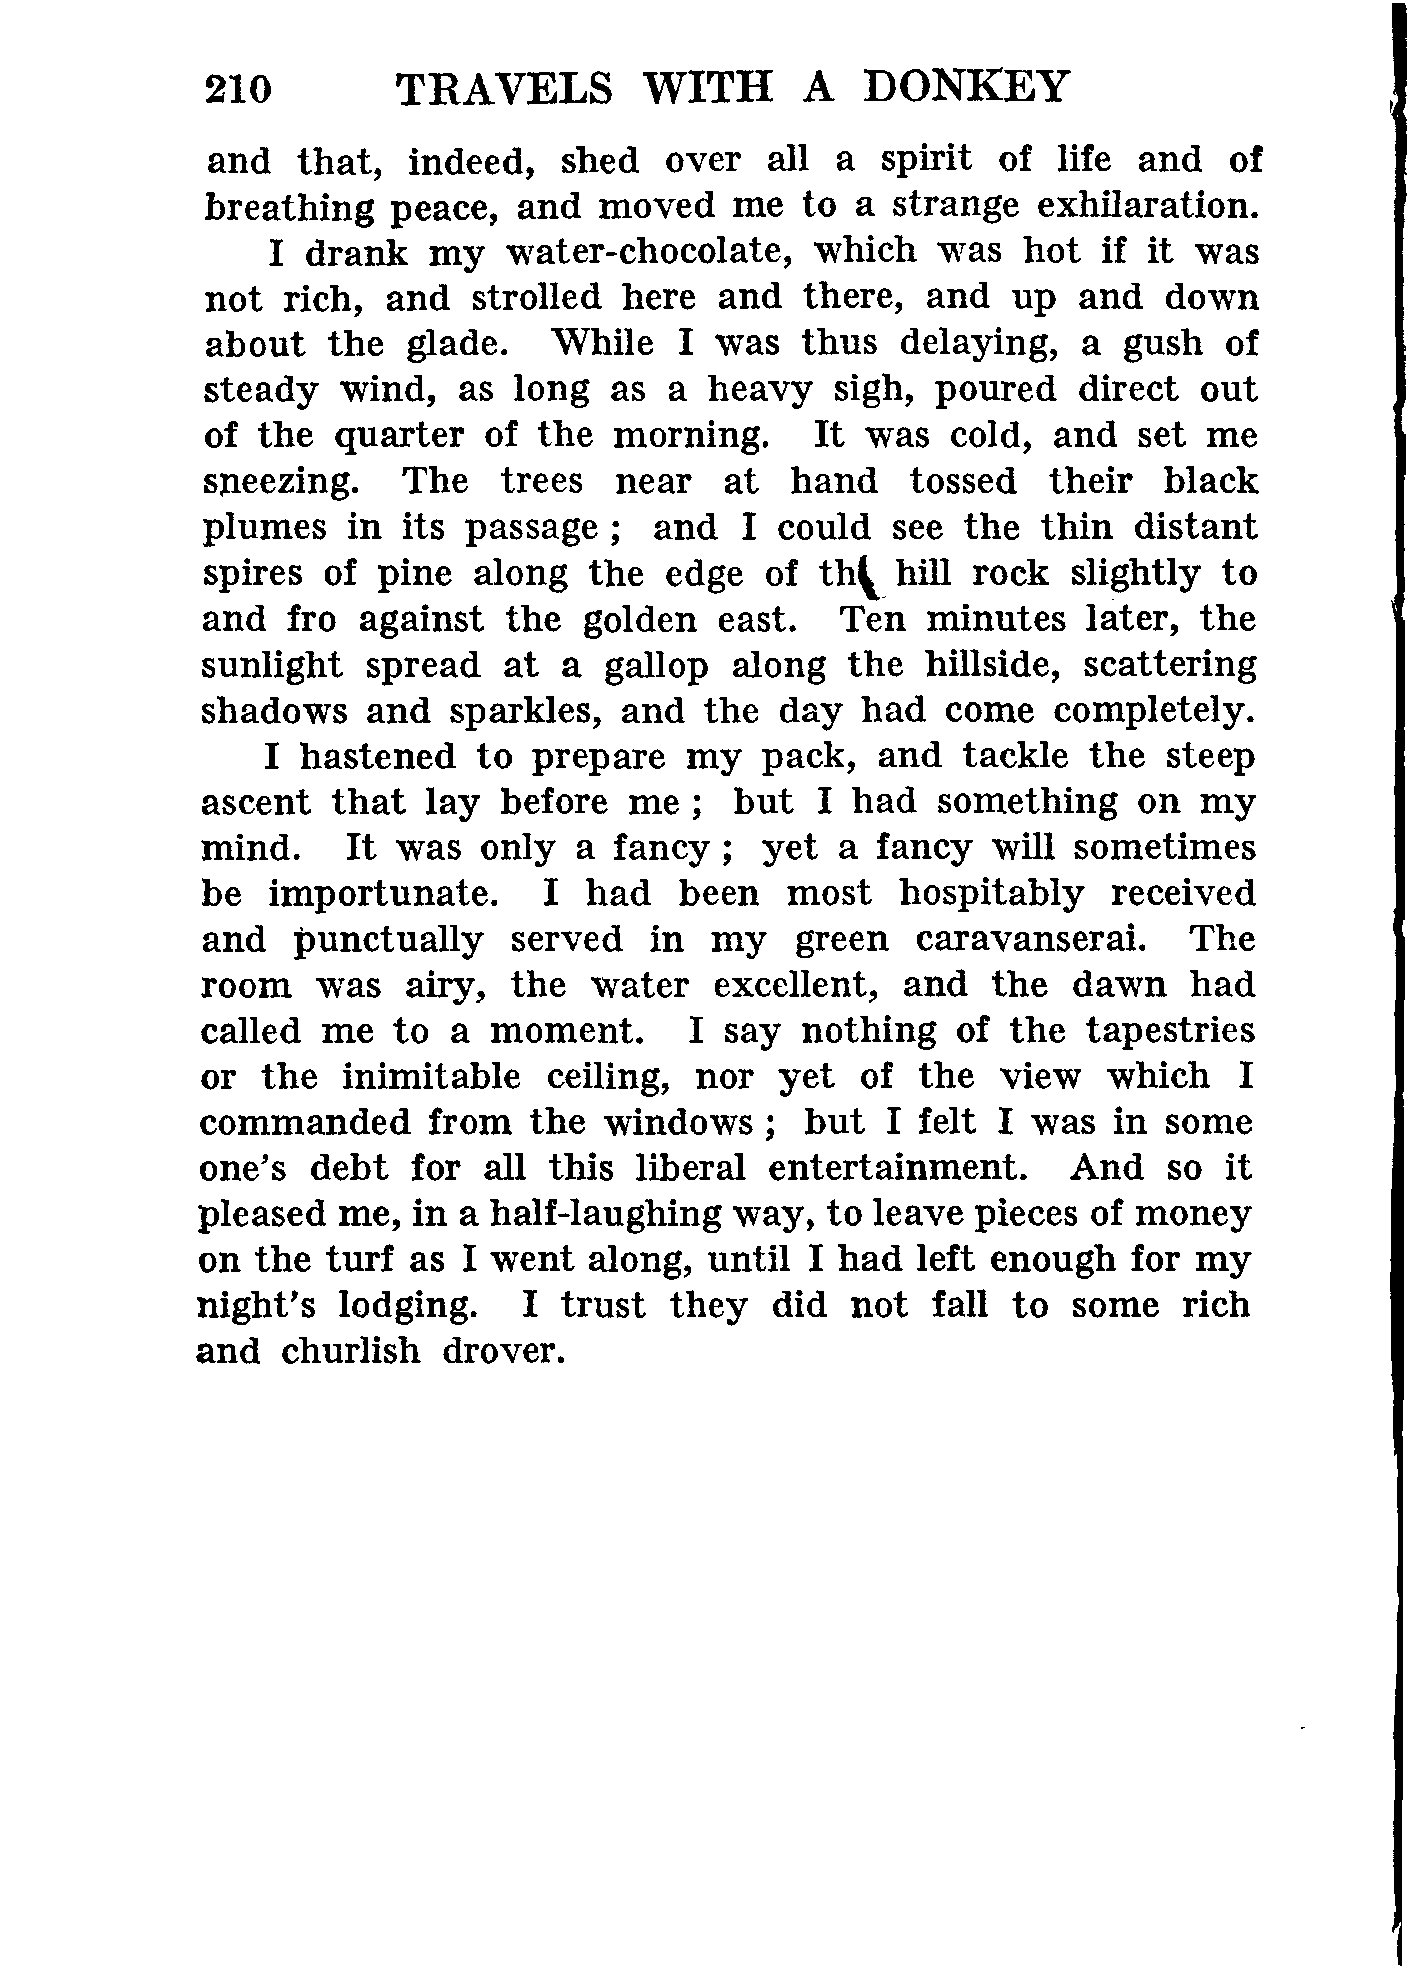 210 TRAVELS WITH A DONKEY
and that, indeed, shed over all a spirit of life and of
breathing peace, and moved me to a strange exhilaration.
I drank my water-chocolate, which was hot if it was
not rich, and strolled here and there, and up and down
about the glade. While I was thus delaying, a gush of
steady wind, as long as a heavy sigh, poured direct out
of the quarter of the morning. It was cold, and set me
sneezing. The trees near at hand tossed their black
plumes in its passage ; and I could see the thin distant
spires of pine along the edge of the hill rock slightly to
and fro against the golden east. Ten minutes later, the
sunlight spread at a gallop along the hillside, scattering
shadows and sparkles, and the day had come completely.
I hastened to prepare my pack, and tackle the steep
ascent that lay before me ; but I had something on my
mind. It was only a fancy ; yet a fancy will sometimes
be importunate. I had been most hospitably received
and punctually served in my green caravanserai. The
room was airy, the water excellent, and the dawn had
called me to a moment. I say nothing of the tapestries
or the inimitable ceiling, nor yet of the view which I
commanded from the windows ; but I felt I was in some
one's debt for all this liberal entertainment. And so it
pleased me, in a half-laughing way, to leave pieces of money
on the turf as I went along, until I had left enough for my
night's lodging. I trust they did not fall to some rich
and churlish drover.